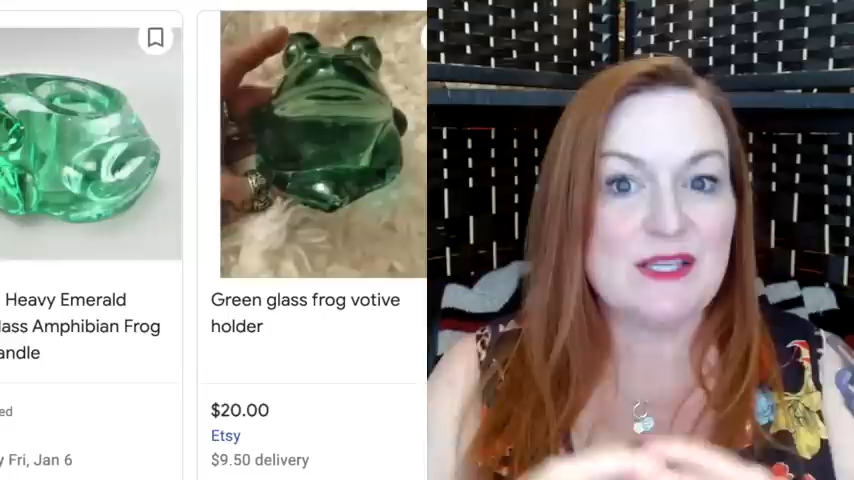 Heavy Emerald
lass Amphibian Frog
andle
ed
y Fri, Jan 6
Green glass frog votive
holder
$20.00
Etsy
$9.50 delivery